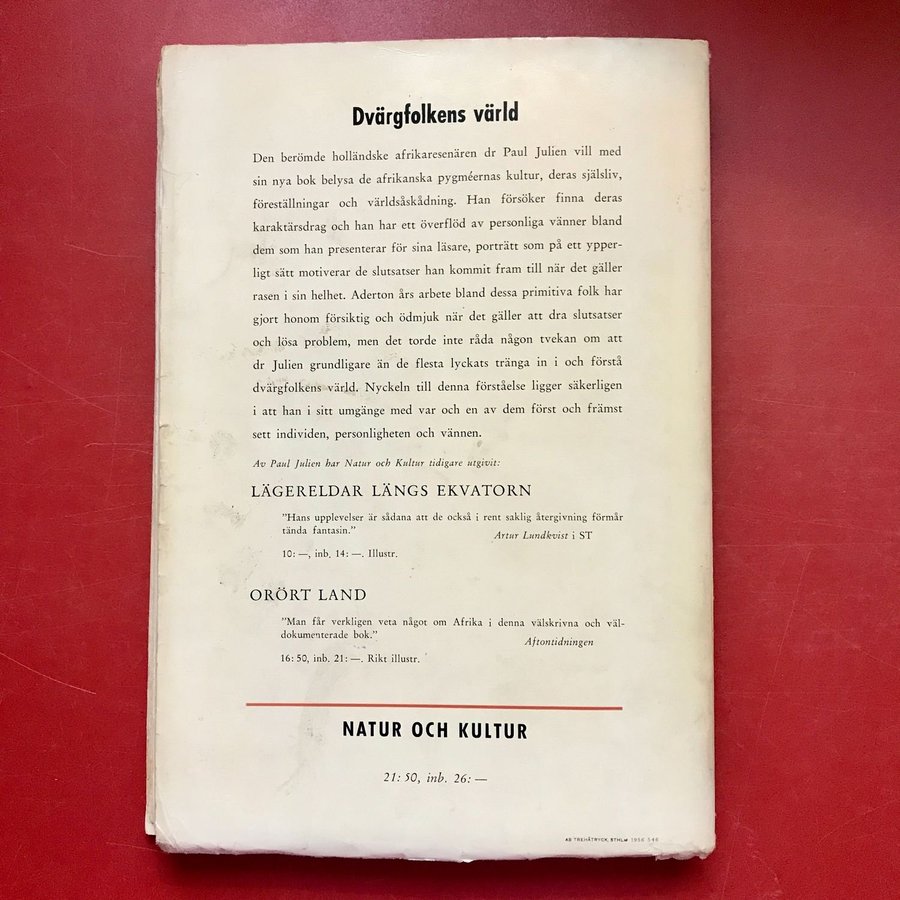 Dvärgfolkens värld
Den berömde holländske afrikaresenären dr Paul Julien vill med
sin nya bok belysa de afrikanska pygméernas kultur, deras själsliv,
föreställningar och världsåskådning. Han försöker finna deras
karaktärsdrag och han har ett överflöd av personliga vänner bland
dem som han presenterar för sina läsare, porträtt som på ett ypper-
ligt sätt motiverar de slutsatser han kommit fram till när det gäller
rasen i sin helhet. Aderton års arbete bland dessa primitiva folk har
gjort honom försiktig och ödmjuk när det gäller att dra slutsatser
och lösa problem, men det torde inte råda någon tvekan om att
dr Julien grundligare än de flesta lyckats tränga in i och förstå
dvärgfolkens värld. Nyckeln till denna förståelse ligger säkerligen
i att han i sitt umgänge med var och en av dem först och främst
sett individen, personligheten och vännen.
Av Paul Julien har Natur och Kultur tidigare utgivit:
LÄGERELDAR LÄNGS EKVATORN
”Hans upplevelser är sådana att de också i rent saklig återgivning förmår
tända fantasin.”
Artur Lundkvist i ST
10: —, inb. 14: —. Illustr.
ORÖRT LAND
”Man får verkligen veta något om Afrika i denna välskrivna och väl-
dokumenterade bok.”
Aftontidningen
16: 50, inb. 21: —. Rikt illustr.
NATUR OCH KULTUR
21: 50, inb. 26: —
AB TREHÅTRYCK, STHLM 1956 546